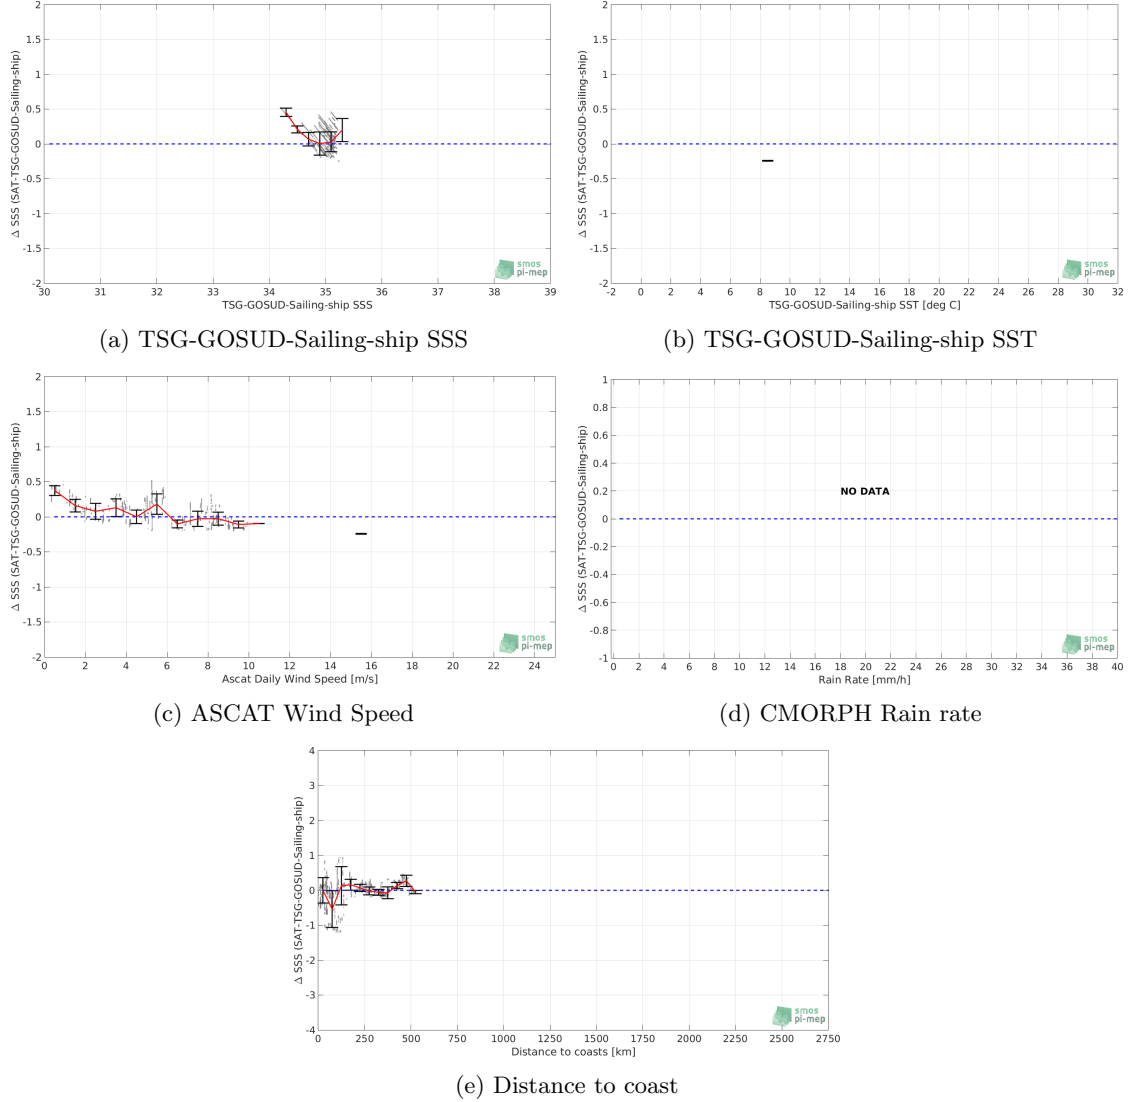 2
1.5
1
0.5
0
-0.5
-1
-1.5
-2
Δ SSS (SAT-TSG-GOSUD-Sailing-ship)
30 31 32 33 34 35 36 37 38 39
TSG-GOSUD-Sailing-ship SSS
smos
pi-mep
(a) TSG-GOSUD-Sailing-ship SSS
2
1.5
1
0.5
0
-0.5
-1
-1.5
-2
Δ SSS (SAT-TSG-GOSUD-Sailing-ship)
-2 0 2 4 6 8 10 12 14 16 18 20 22 24 26 28 30 32
TSG-GOSUD-Sailing-ship SST [deg C]
smos
pi-mep
(b) TSG-GOSUD-Sailing-ship SST
2
1.5
1
0.5
0
-0.5
-1
-1.5
-2
Δ SSS (SAT-TSG-GOSUD-Sailing-ship)
0 2 4 6 8 10 12 14 16 18 20 22 24
Ascat Daily Wind Speed [m/s]
smos
pi-mep
(c) ASCAT Wind Speed
1
0.8
0.6
0.4
0.2
0
-0.2
-0.4
-0.6
-0.8
-1
Δ SSS (SAT-TSG-GOSUD-Sailing-ship)
NO DATA
0 2 4 6 8 10 12 14 16 18 20 22 24 26 28 30 32 34 36 38 40
Rain Rate [mm/h]
smos
pi-mep
(d) CMORPH Rain rate
4
3
2
1
0
-1
-2
-3
-4
Δ SSS (SAT-TSG-GOSUD-Sailing-ship)
0 250 500 750 1000 1250 1500 1750 2000 2250 2500 2750
Distance to coasts [km]
smos
pi-mep
(e) Distance to coast